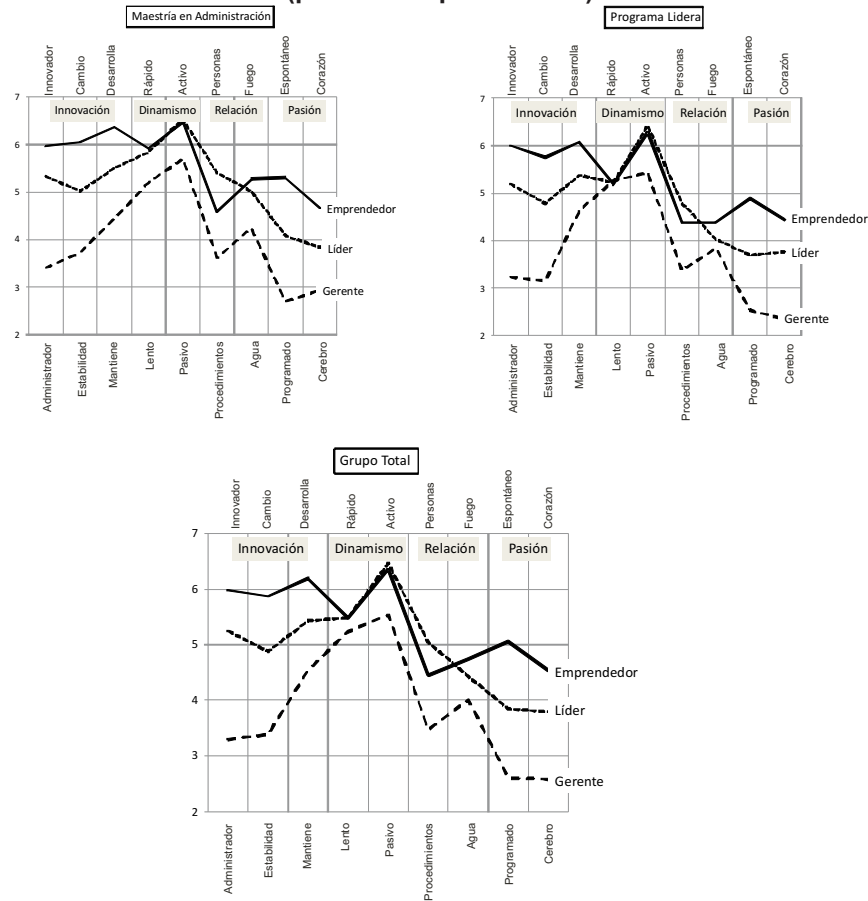 Maestría en Administración
Innovador Cambio Desarrolla Rápido Activo Personas Fuego Espontáneo Corazón
7
Innovación Dinamismo Relación Pasión
6
5
Emprendedor
4
Líder
3
Gerente
2
Administrador Estabilidad Mantiene Lento Pasivo Procedimientos Agua Programado Cerebro
Programa Lidera
Innovador Cambio Desarrolla Rápido Activo Personas Fuego Espontáneo Corazón
7
Innovación Dinamismo Relación Pasión
6
5
Emprendedor
4
Líder
3
Gerente
2
Administrador Estabilidad Mantiene Lento Pasivo Procedimientos Agua Programado Cerebro
Grupo Total
Innovador Cambio Desarrolla Rápido Activo Personas Fuego Espontáneo Corazón
7
Innovación Dinamismo Relación Pasión
6
5
Emprendedor
4
Líder
3
Gerente
2
Administrador Estabilidad Mantiene Lento Pasivo Procedimientos Agua Programado Cerebro